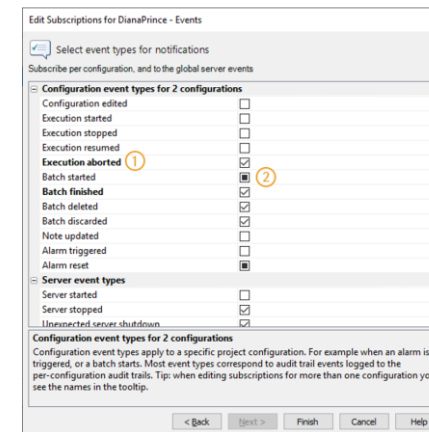 Edit Subscriptions for DianaPrince - Events
Select event types for notifications
Subscribe per configuration, and to the global server events
Configuration event types for 2 configurations
Configuration edited
Execution started
Execution stopped
Execution resumed
Execution aborted 1
Batch started 2
Batch finished
Batch deleted
Batch discarded
Note updated
Alarm triggered
Alarm reset
Server event types
Server started
Server stopped
Unexpected server shutdown
Configuration event types for 2 configurations
Configuration event types apply to a specific project configuration. For example when an alarm is
triggered, or a batch starts. Most event types correspond to audit trail events logged to the
per-configuration audit trails. Tip: when editing subscriptions for more than one configuration yo
see the names in the tooltip.
< Back Next > Finish Cancel Help